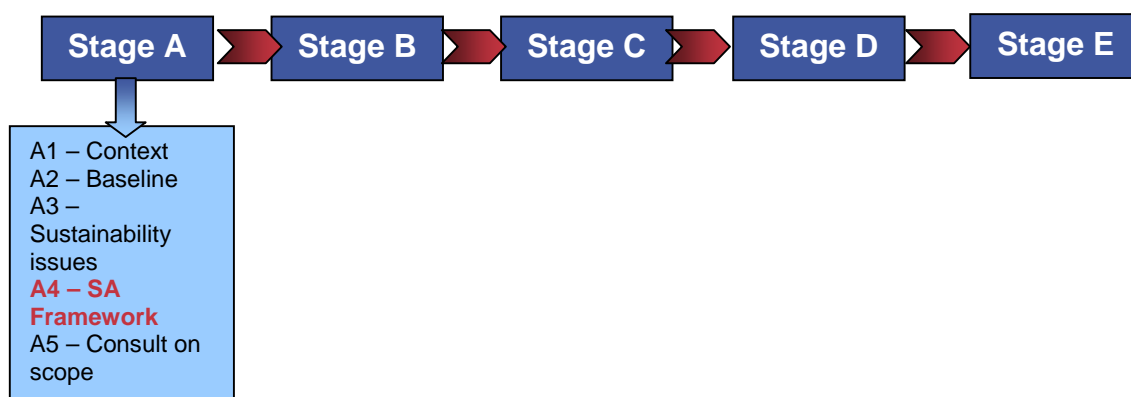 Stage A
Stage B
Stage C
Stage D
Stage E
A1 – Context
A2 – Baseline
A3 –
Sustainability
issues
A4 – SA
Framework
A5 – Consult on
scope